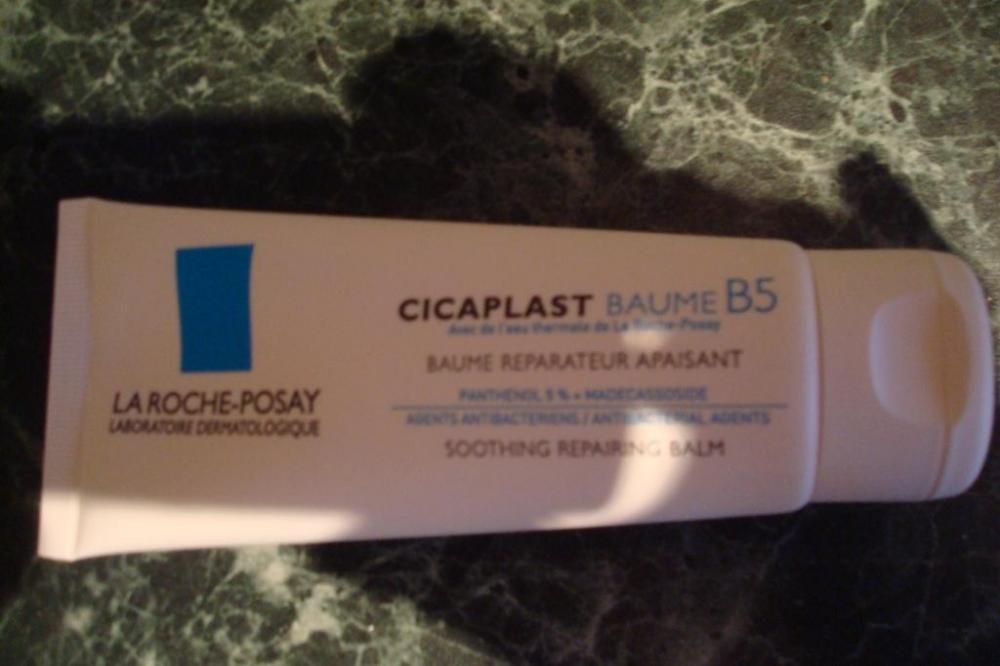 LA ROCHE-POSAY
LABORATOIRE DERMATOLOGIQUE
CICAPLAST BAUME B5
Avec de l'eau thermale de La Roche-Posay
BAUME REPARATEUR APAISANT
PANTHENOL 5 % + MADECASSOSIDE
AGENTS ANTIBACTERIENS / ANTIBACTERIAL AGENTS
SOOTHING REPAIRING BALM